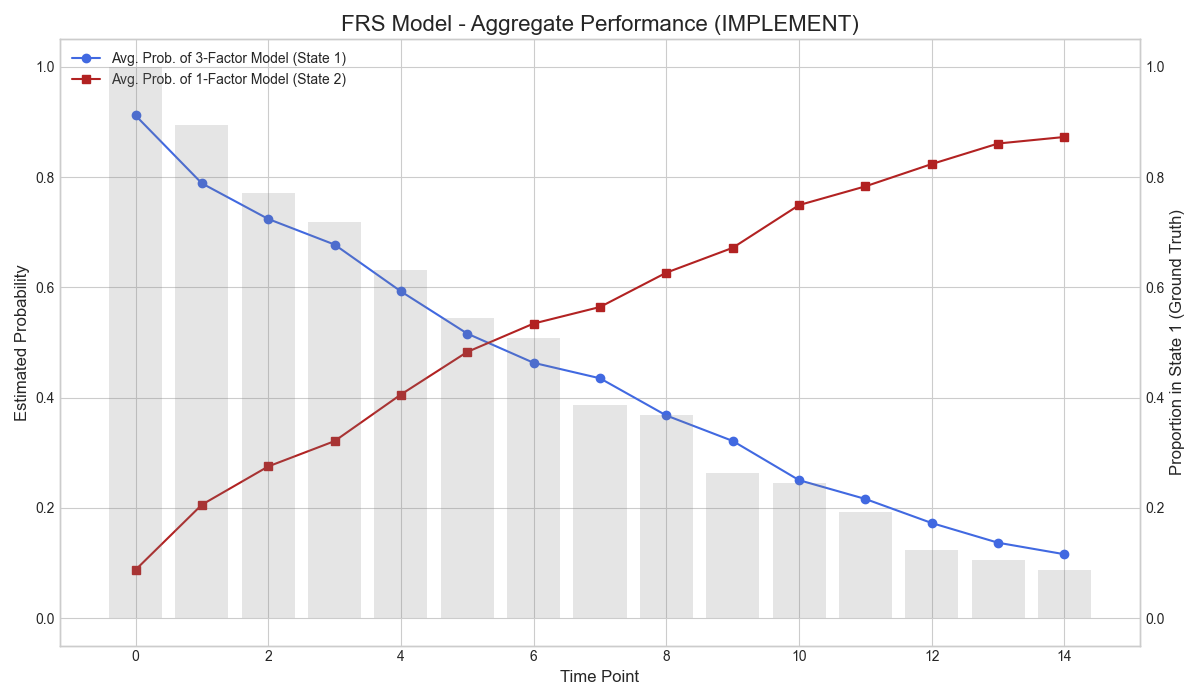 FRS Model - Aggregate Performance (IMPLEMENT)
Avg. Prob. of 3-Factor Model (State 1)
Avg. Prob. of 1-Factor Model (State 2)
Estimated Probability
1.0
0.8
0.6
0.4
0.2
0.0
0 2 4 6 8 10 12 14
Time Point
1.0
0.8
0.6
0.4
0.2
0.0
Proportion in State 1 (Ground Truth)